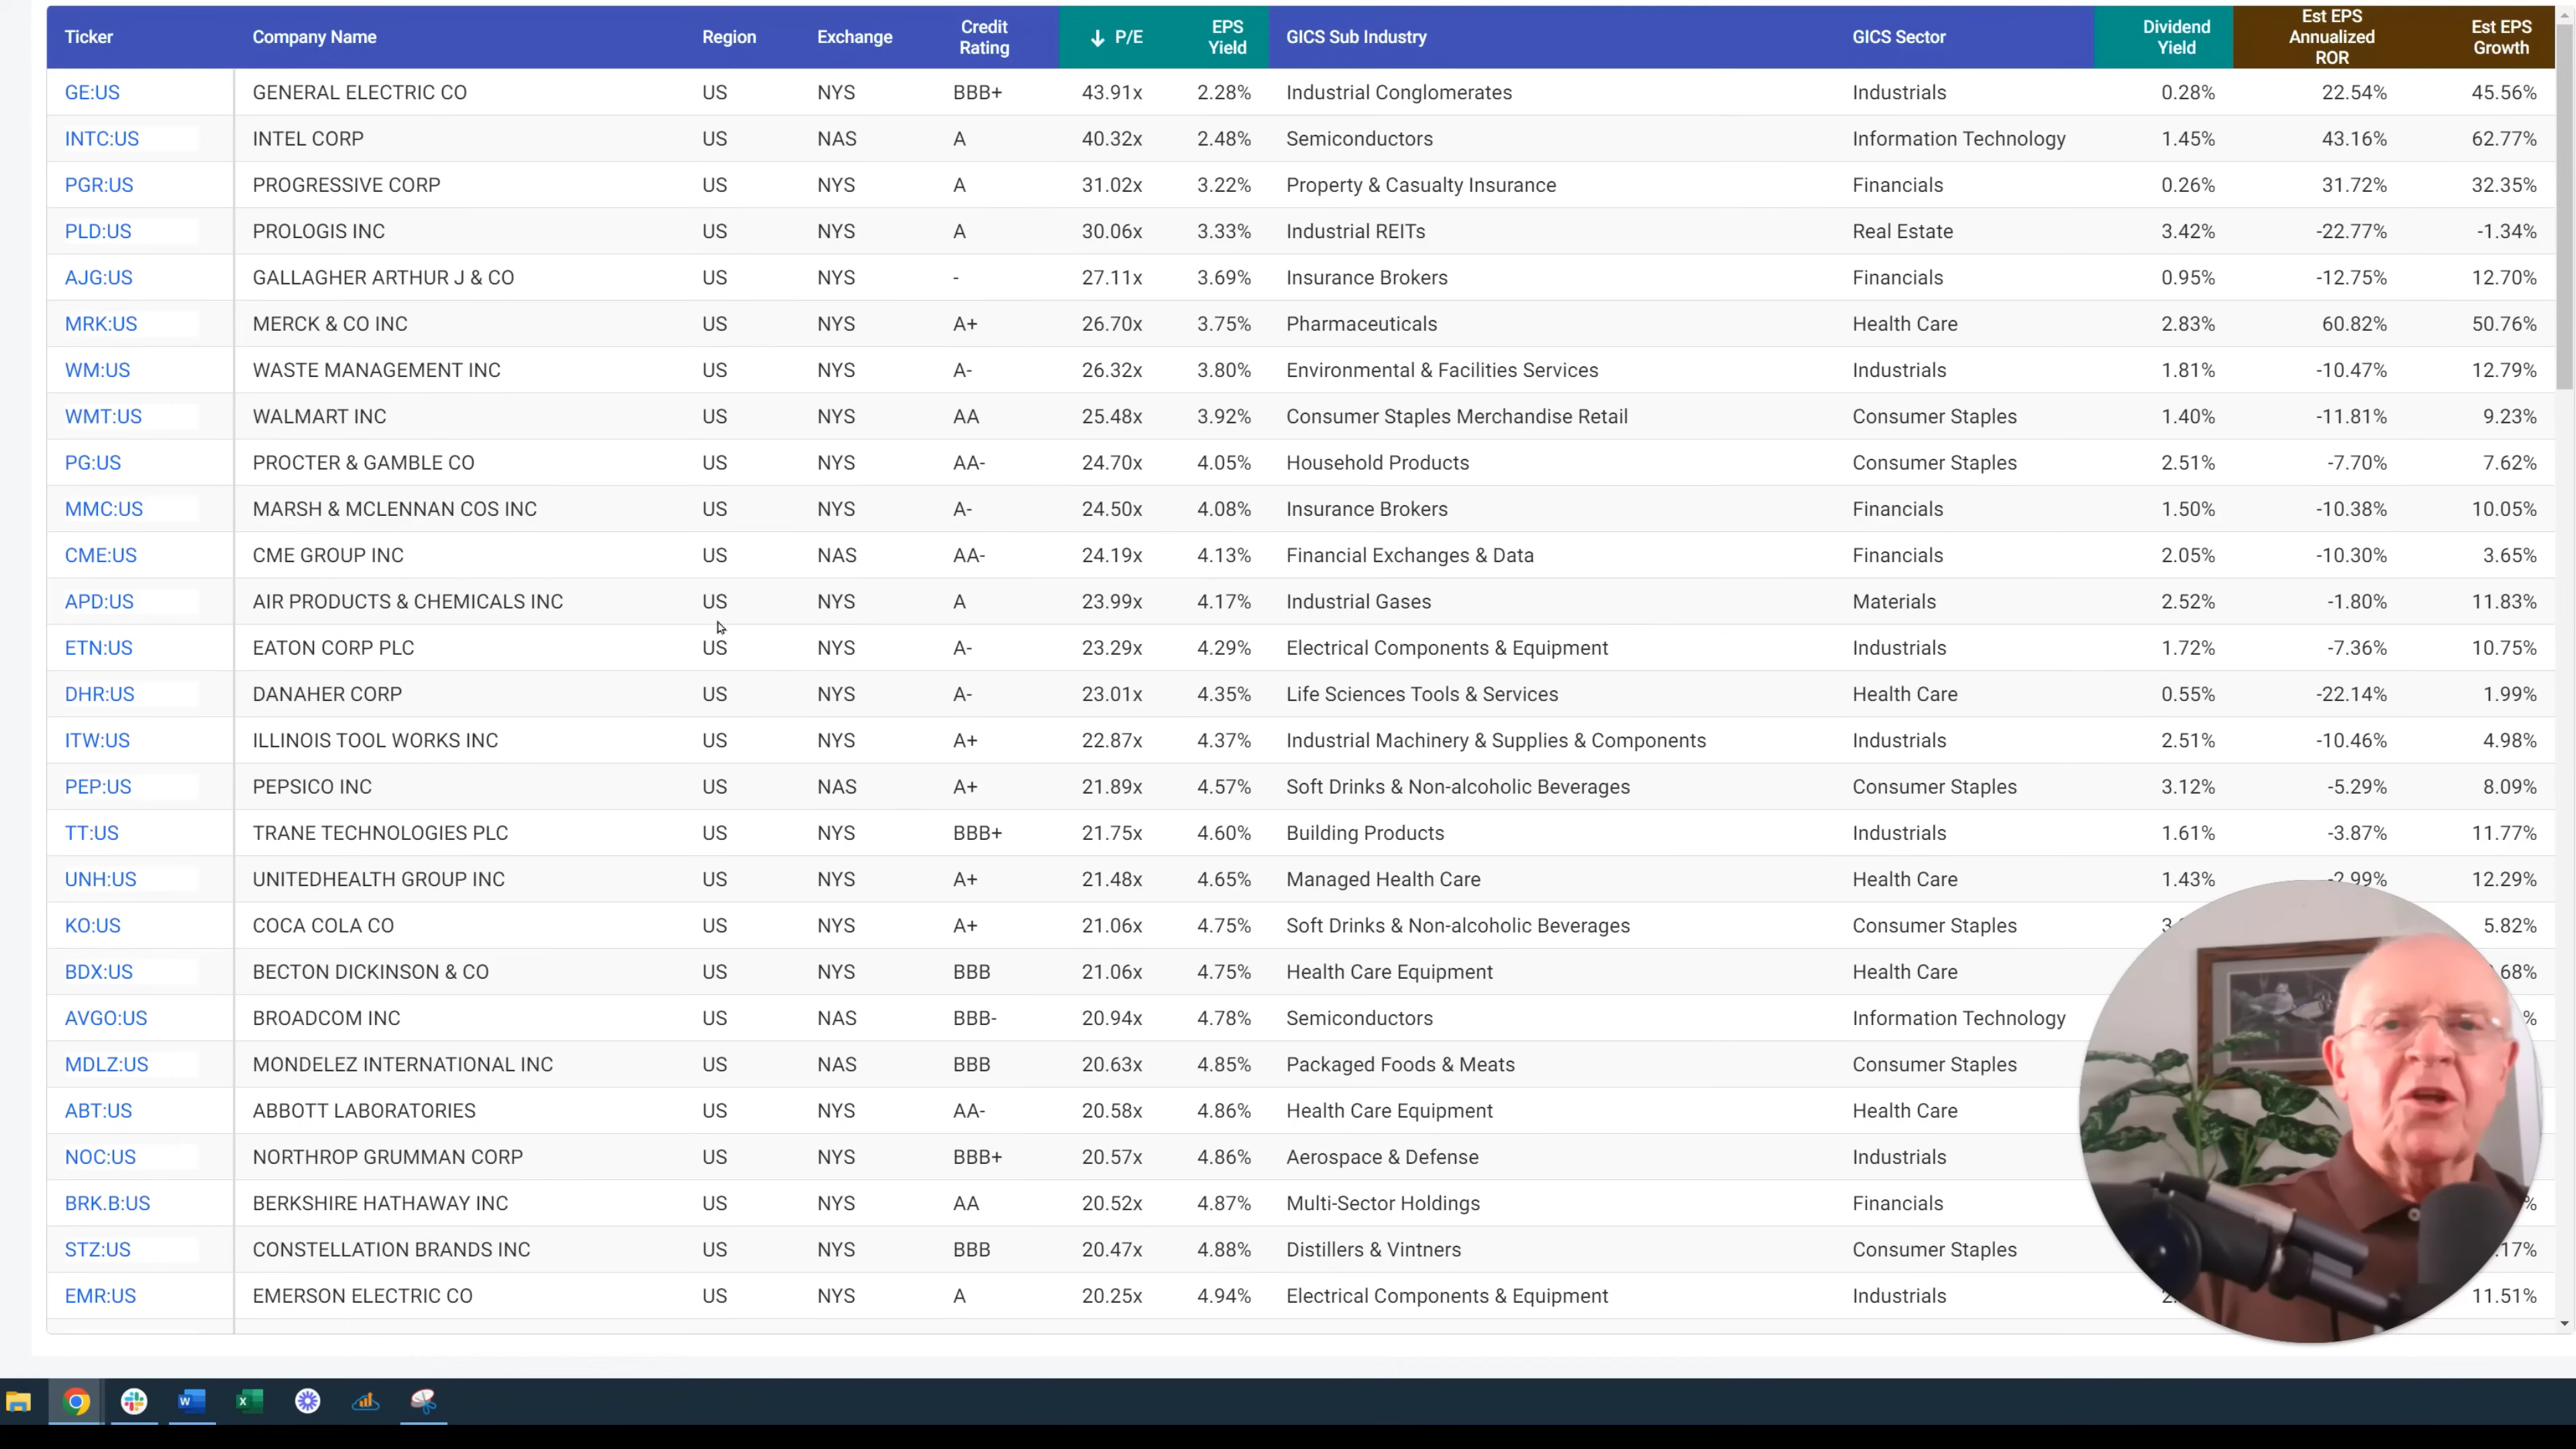 Ticker Company Name Region Exchange Credit Rating P/E EPS Yield GICS Sub Industry GICS Sector Dividend Yield Est EPS Annualized ROR Est EPS Growth
GE:US GENERAL ELECTRIC CO US NYS BBB+ 43.91x 2.28% Industrial Conglomerates Industrials 0.28% 22.54% 45.56%
INTC:US INTEL CORP US NAS A 40.32x 2.48% Semiconductors Information Technology 1.45% 43.16% 62.77%
PGR:US PROGRESSIVE CORP US NYS A 31.02x 3.22% Property & Casualty Insurance Financials 0.26% 31.72% 32.35%
PLD:US PROLOGIS INC US NYS A 30.06x 3.33% Industrial REITs Real Estate 3.42% -22.77% -1.34%
AJG:US GALLAGHER ARTHUR J & CO US NYS - 27.11x 3.69% Insurance Brokers Financials 0.95% -12.75% 12.70%
MRK:US MERCK & CO INC US NYS A+ 26.70x 3.75% Pharmaceuticals Health Care 2.83% 60.82% 50.76%
WM:US WASTE MANAGEMENT INC US NYS A- 26.32x 3.80% Environmental & Facilities Services Industrials 1.81% -10.47% 12.79%
WMT:US WALMART INC US NYS AA 25.48x 3.92% Consumer Staples Merchandise Retail Consumer Staples 1.40% -11.81% 9.23%
PG:US PROCTER & GAMBLE CO US NYS AA- 24.70x 4.05% Household Products Consumer Staples 2.51% -7.70% 7.62%
MMC:US MARSH & MCLENNAN COS INC US NYS A- 24.50x 4.08% Insurance Brokers Financials 1.50% -10.38% 10.05%
CME:US CME GROUP INC US NAS AA- 24.19x 4.13% Financial Exchanges & Data Financials 2.05% -10.30% 3.65%
APD:US AIR PRODUCTS & CHEMICALS INC US NYS A 23.99x 4.17% Industrial Gases Materials 2.52% -1.80% 11.83%
ETN:US EATON CORP PLC US NYS A- 23.29x 4.29% Electrical Components & Equipment Industrials 1.72% -7.36% 10.75%
DHR:US DANAHER CORP US NYS A- 23.01x 4.35% Life Sciences Tools & Services Health Care 0.55% -22.14% 1.99%
ITW:US ILLINOIS TOOL WORKS INC US NYS A+ 22.87x 4.37% Industrial Machinery & Supplies & Components Industrials 2.51% -10.46% 4.98%
PEP:US PEPSICO INC US NAS A+ 21.89x 4.57% Soft Drinks & Non-alcoholic Beverages Consumer Staples 3.12% -5.29% 8.09%
TT:US TRANE TECHNOLOGIES PLC US NYS BBB+ 21.75x 4.60% Building Products Industrials 1.61% -3.87% 11.77%
UNH:US UNITEDHEALTH GROUP INC US NYS A+ 21.48x 4.65% Managed Health Care Health Care 1.43% -2.99% 12.29%
KO:US COCA COLA CO US NYS A+ 21.06x 4.75% Soft Drinks & Non-alcoholic Beverages Consumer Staples 5.82%
BDX:US BECTON DICKINSON & CO US NYS BBB 21.06x 4.75% Health Care Equipment Health Care
AVGO:US BROADCOM INC US NAS BBB- 20.94x 4.78% Semiconductors Information Technology
MDLZ:US MONDELEZ INTERNATIONAL INC US NAS BBB 20.63x 4.85% Packaged Foods & Meats Consumer Staples
ABT:US ABBOTT LABORATORIES US NYS AA- 20.58x 4.86% Health Care Equipment Health Care
NOC:US NORTHROP GRUMMAN CORP US NYS BBB+ 20.57x 4.86% Aerospace & Defense Industrials
BRK.B:US BERKSHIRE HATHAWAY INC US NYS AA 20.52x 4.87% Multi-Sector Holdings Financials
STZ:US CONSTELLATION BRANDS INC US NYS BBB 20.47x 4.88% Distillers & Vintners Consumer Staples
EMR:US EMERSON ELECTRIC CO US NYS A 20.25x 4.94% Electrical Components & Equipment Industrials 11.51%